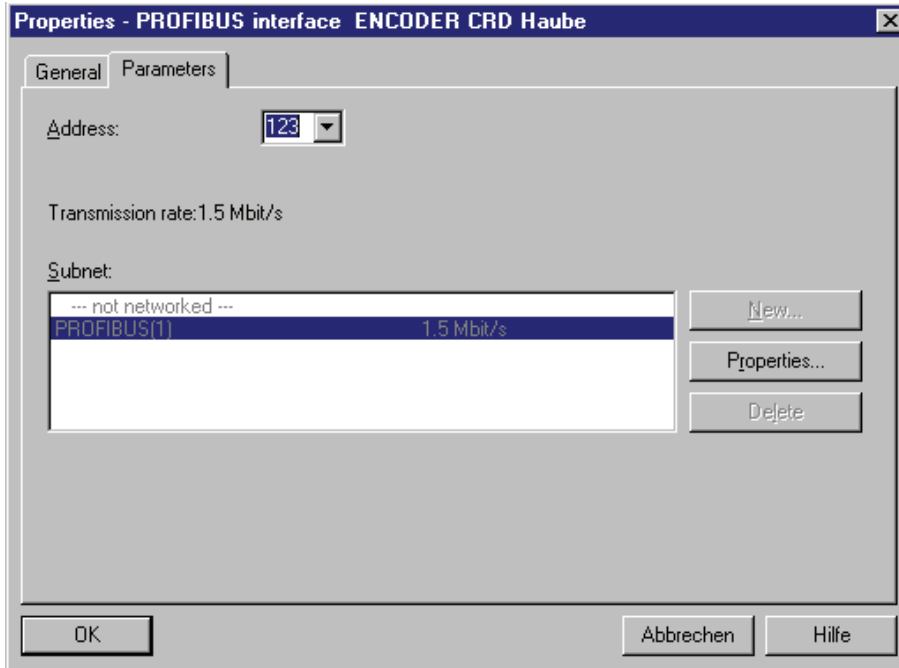 Properties - PROFIBUS interface  ENCODER CRD Haube
General Parameters
Address: 123
Transmission rate:1.5 Mbit/s
Subnet:
--- not networked ---
PROFIBUS(1) 1.5 Mbit/s
New...
Properties...
Delete
OK Abbrechen Hilfe